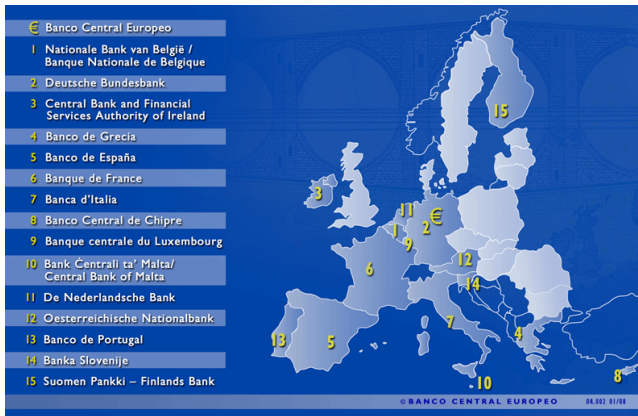 € Banco Central Europeo
1 Nationale Bank van België /
Banque Nationale de Belgique
2 Deutsche Bundesbank
3 Central Bank and Financial
Services Authority of Ireland
4 Banco de Grecia
5 Banco de España
6 Banque de France
7 Banca d'Italia
8 Banco Central de Chipre
9 Banque centrale du Luxembourg
10 Bank Ċentrali ta' Malta/
Central Bank of Malta
11 De Nederlandsche Bank
12 Oesterreichische Nationalbank
13 Banco de Portugal
14 Banka Slovenije
15 Suomen Pankki – Finlands Bank
15
3
11
€
1
2
9
12
6
14
7
4
13
5
10
8
© BANCO CENTRAL EUROPEO 08.002 01/08